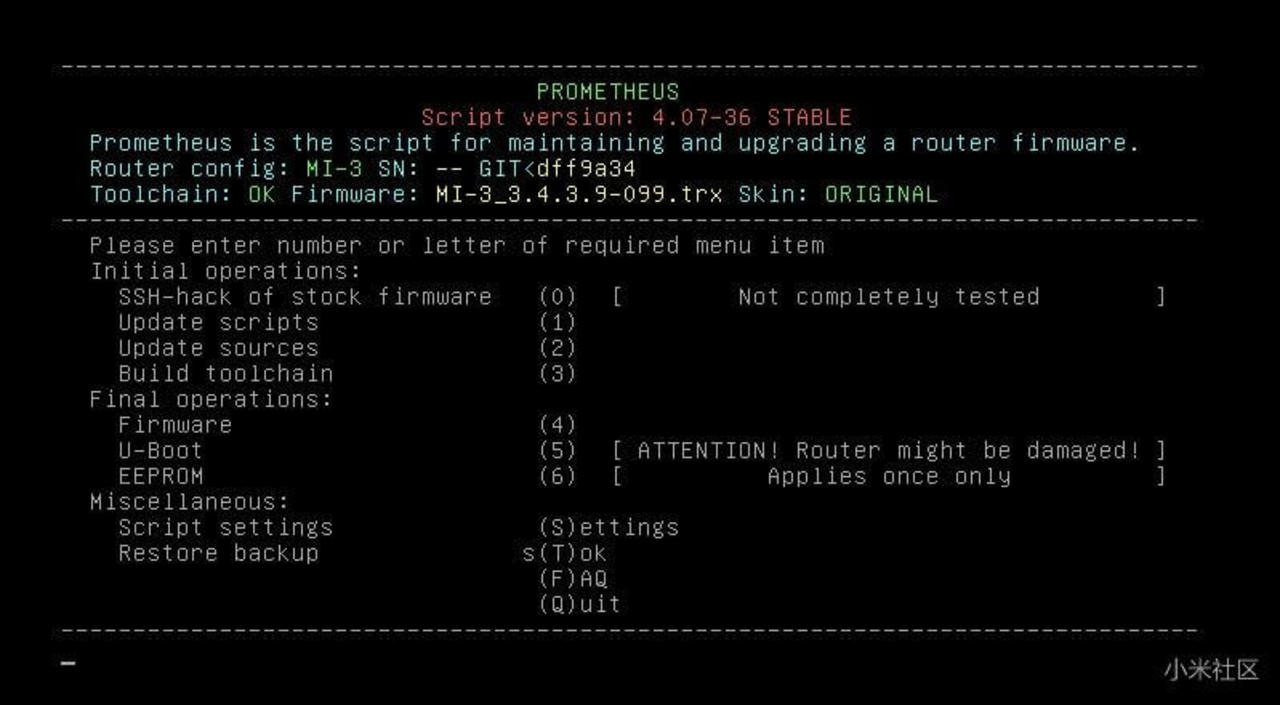 PROMETHEUS
Script version: 4.07-36 STABLE
Prometheus is the script for maintaining and upgrading a router firmware.
Router config: MI-3 SN: -- GIT<dff9a34
Toolchain: OK Firmware: MI-3_3.4.3.9-099.trx Skin: ORIGINAL
Please enter number or letter of required menu item
Initial operations:
SSH-hack of stock firmware (0) [ Not completely tested ]
Update scripts (1)
Update sources (2)
Build toolchain (3)
Final operations:
Firmware (4)
U-Boot (5) [ ATTENTION! Router might be damaged! ]
EEPROM (6) [ Applies once only ]
Miscellaneous:
Script settings (S)ettings
Restore backup s(T)ok
(F)AQ
(Q)uit
小米社区